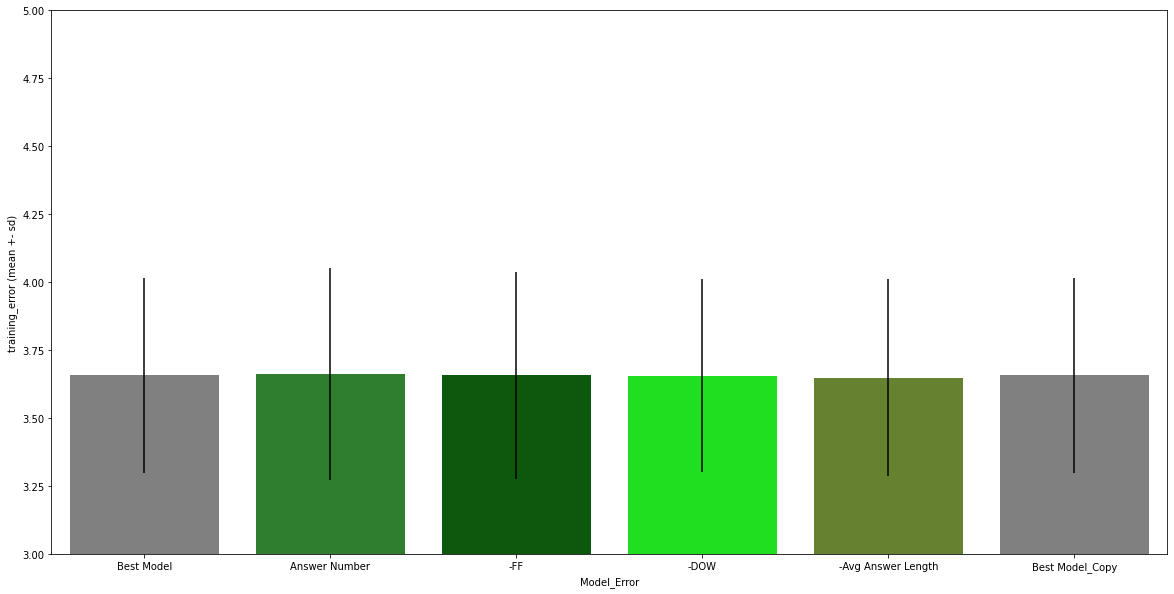 training_error (mean +- sd)
5.00
4.75
4.50
4.25
4.00
3.75
3.50
3.25
3.00
Best Model
Answer Number
-FF
-DOW
-Avg Answer Length
Best Model_Copy
Model_Error